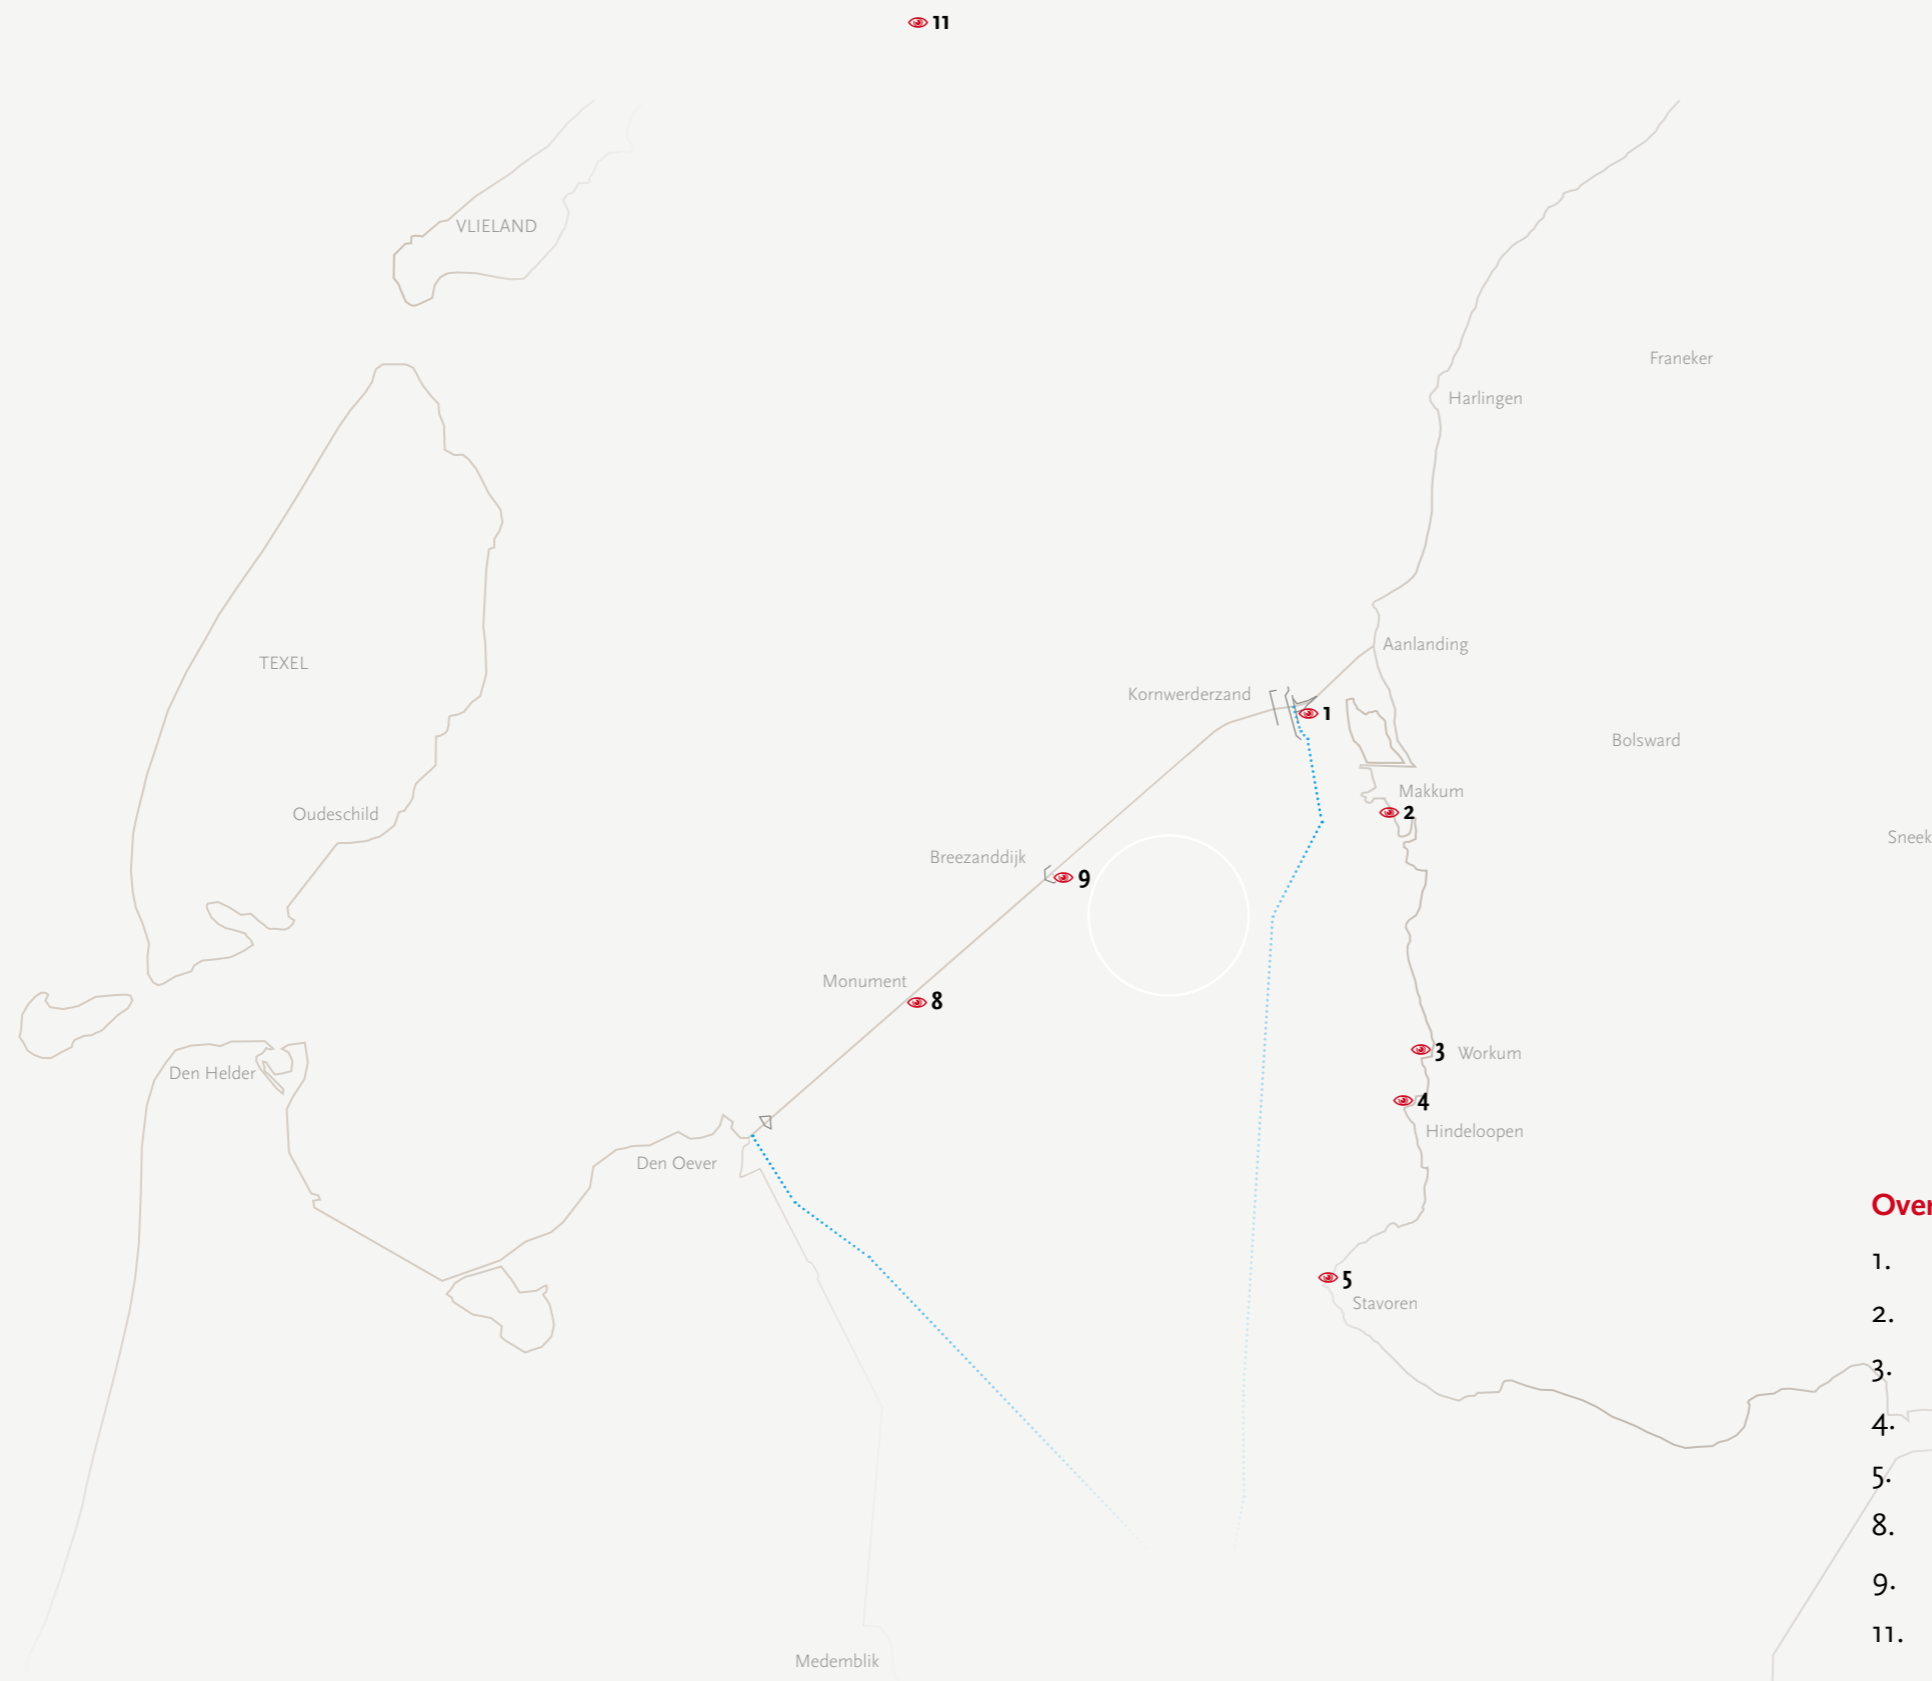 11
VLIELAND
Franeker
Harlingen
Aanlanding
TEXEL
Kornwerderzand
1
Bolsward
Makkum
2
Oudeschild
Sneek
Breezanddijk
9
Monument
8
3 Workum
Den Helder
4
Hindeloopen
Den Oever
Over
1.
5
Stavoren
2.
3.
4.
5.
8.
9.
11.
Medemblik